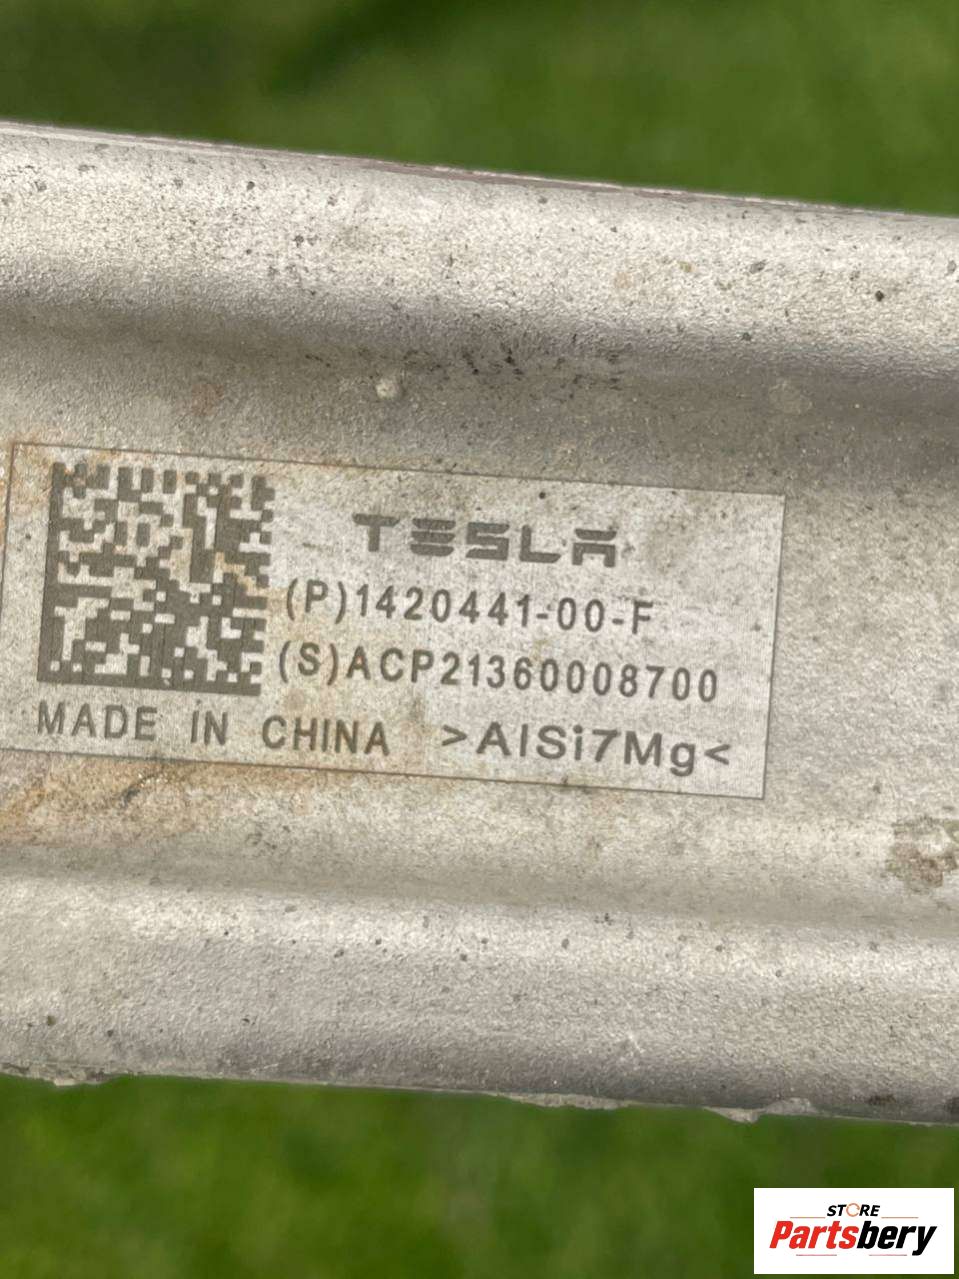 TESLA
(P)1420441-00-F
(S)ACP21360008700
MADE IN CHINA >AlSi7Mg<
STORE
Partsbery